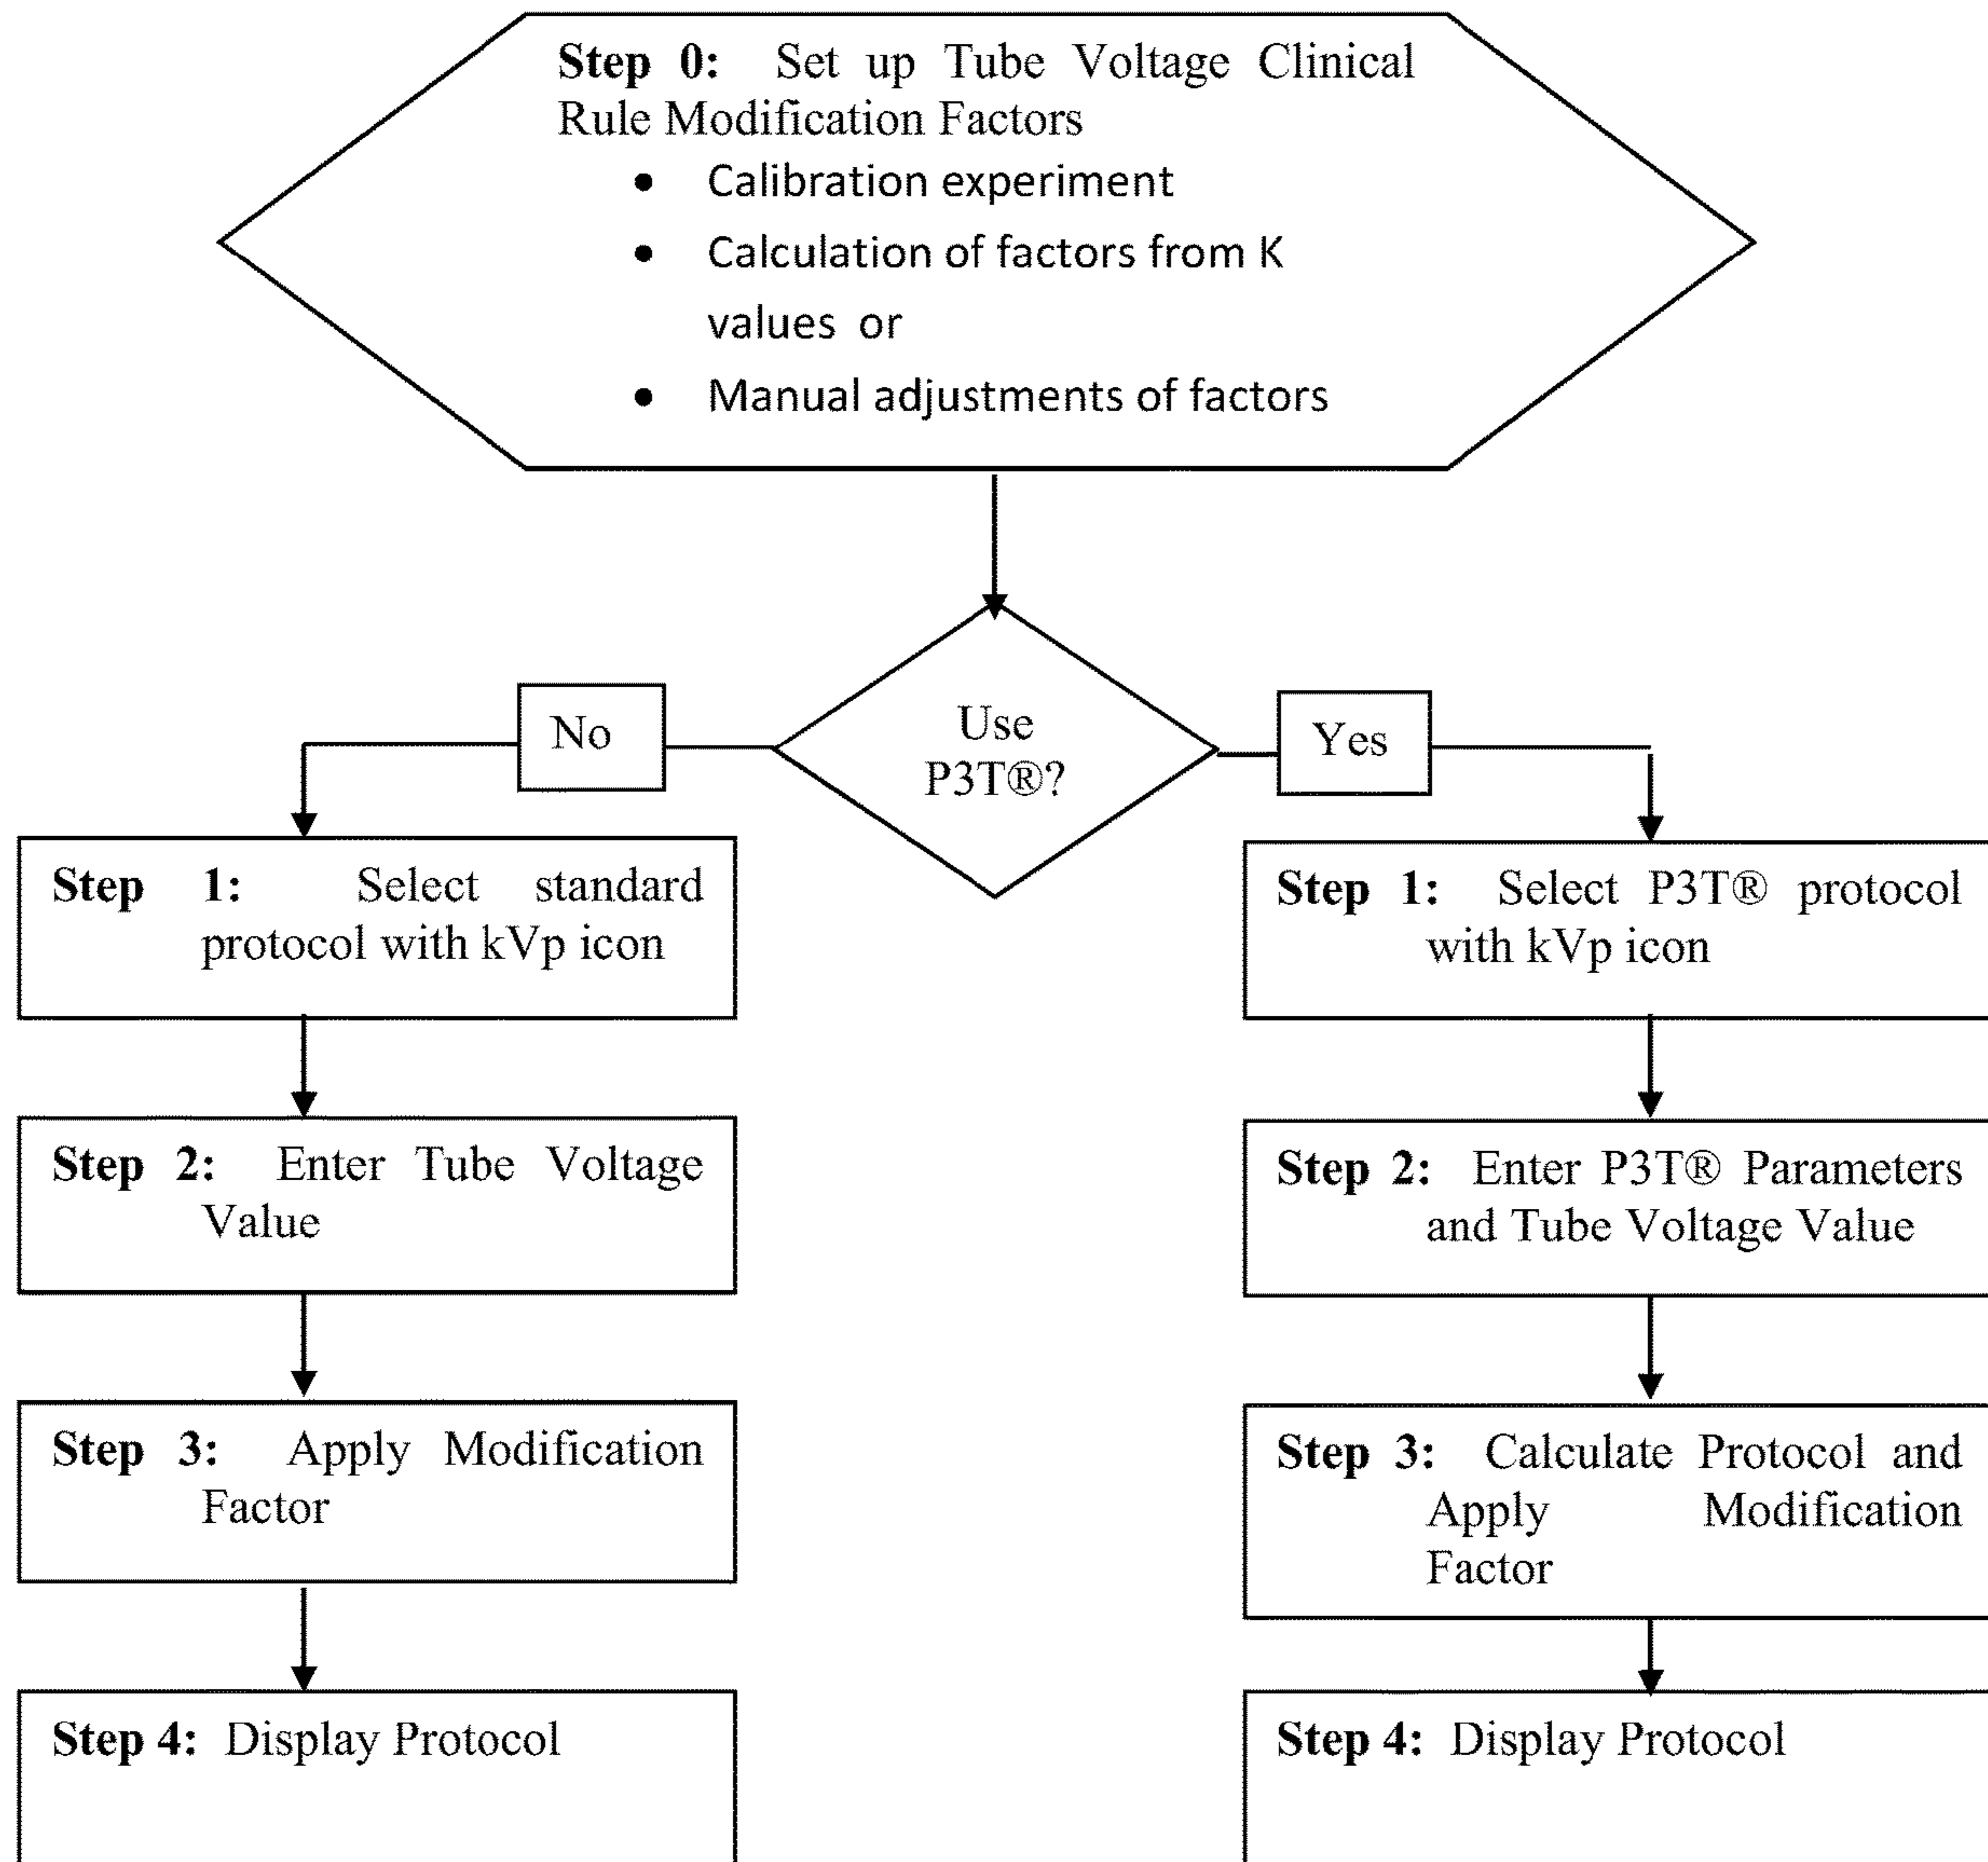 Step 0: Set up Tube Voltage Clinical
Rule Modification Factors
• Calibration experiment
• Calculation of factors from K
values or
• Manual adjustments of factors
Use
P3T®?
No
Yes
Step 1: Select standard
protocol with kVp icon
Step 2: Enter Tube Voltage
Value
Step 3: Apply Modification
Factor
Step 4: Display Protocol
Step 1: Select P3T® protocol
with kVp icon
Step 2: Enter P3T® Parameters
and Tube Voltage Value
Step 3: Calculate Protocol and
Apply Modification
Factor
Step 4: Display Protocol